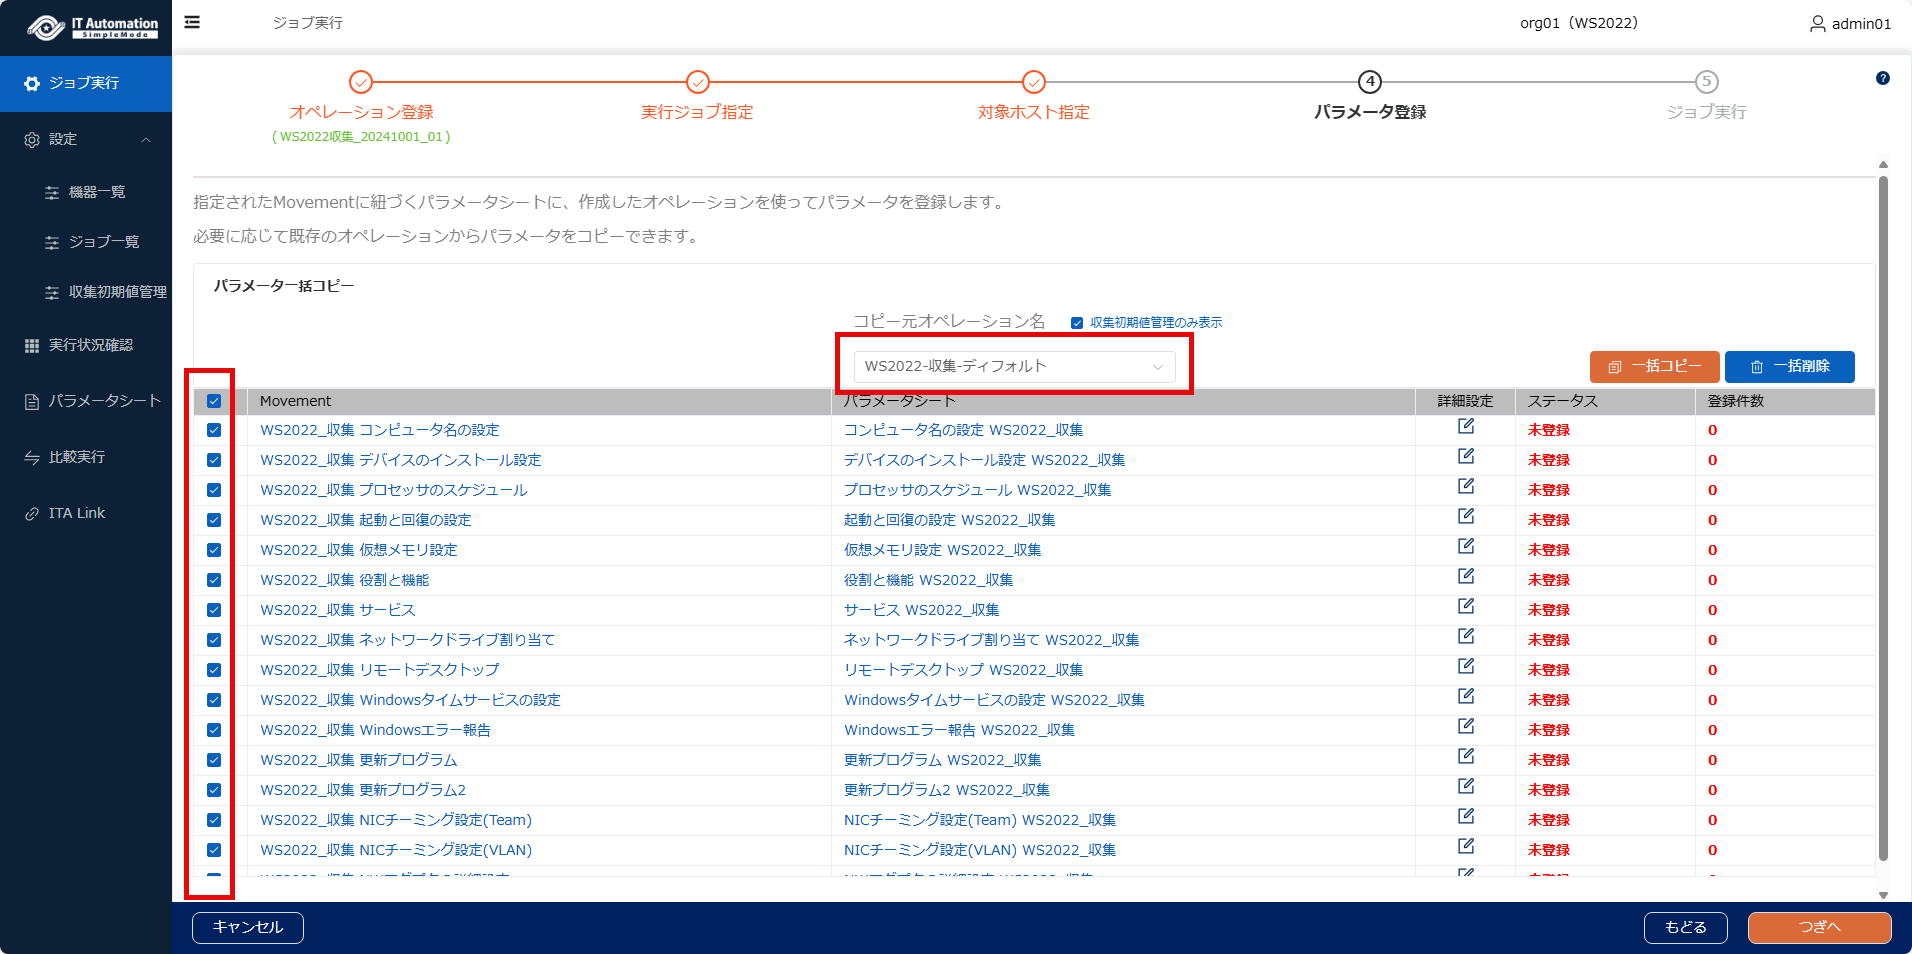 IT Automation
SimpleMode
ジョブ実行
org01（WS2022）
admin01
ジョブ実行
設定
機器一覧
ジョブ一覧
収集初期値管理
実行状況確認
パラメータシート
比較実行
ITA Link
4
5
オペレーション登録
実行ジョブ指定
対象ホスト指定
パラメータ登録
ジョブ実行
?
( WS2022収集_20241001_01 )
指定されたMovementに紐づくパラメータシートに、作成したオペレーションを使ってパラメータを登録します。
必要に応じて既存のオペレーションからパラメータをコピーできます。
パラメータ一括コピー
コピー元オペレーション名 収集初期値管理のみ表示
WS2022-収集-ディフォルト
一括コピー 一括削除
Movement パラメータシート 詳細設定 ステータス 登録件数
WS2022_収集 コンピュータ名の設定 コンピュータ名の設定 WS2022_収集 未登録 0
WS2022_収集 デバイスのインストール設定 デバイスのインストール設定 WS2022_収集 未登録 0
WS2022_収集 プロセッサのスケジュール プロセッサのスケジュール WS2022_収集 未登録 0
WS2022_収集 起動と回復の設定 起動と回復の設定 WS2022_収集 未登録 0
WS2022_収集 仮想メモリ設定 仮想メモリ設定 WS2022_収集 未登録 0
WS2022_収集 役割と機能 役割と機能 WS2022_収集 未登録 0
WS2022_収集 サービス サービス WS2022_収集 未登録 0
WS2022_収集 ネットワークドライブ割り当て ネットワークドライブ割り当て WS2022_収集 未登録 0
WS2022_収集 リモートデスクトップ リモートデスクトップ WS2022_収集 未登録 0
WS2022_収集 Windowsタイムサービスの設定 Windowsタイムサービスの設定 WS2022_収集 未登録 0
WS2022_収集 Windowsエラー報告 Windowsエラー報告 WS2022_収集 未登録 0
WS2022_収集 更新プログラム 更新プログラム WS2022_収集 未登録 0
WS2022_収集 更新プログラム2 更新プログラム2 WS2022_収集 未登録 0
WS2022_収集 NICチーミング設定(Team) NICチーミング設定(Team) WS2022_収集 未登録 0
WS2022_収集 NICチーミング設定(VLAN) NICチーミング設定(VLAN) WS2022_収集 未登録 0
キャンセル もどる つぎへ